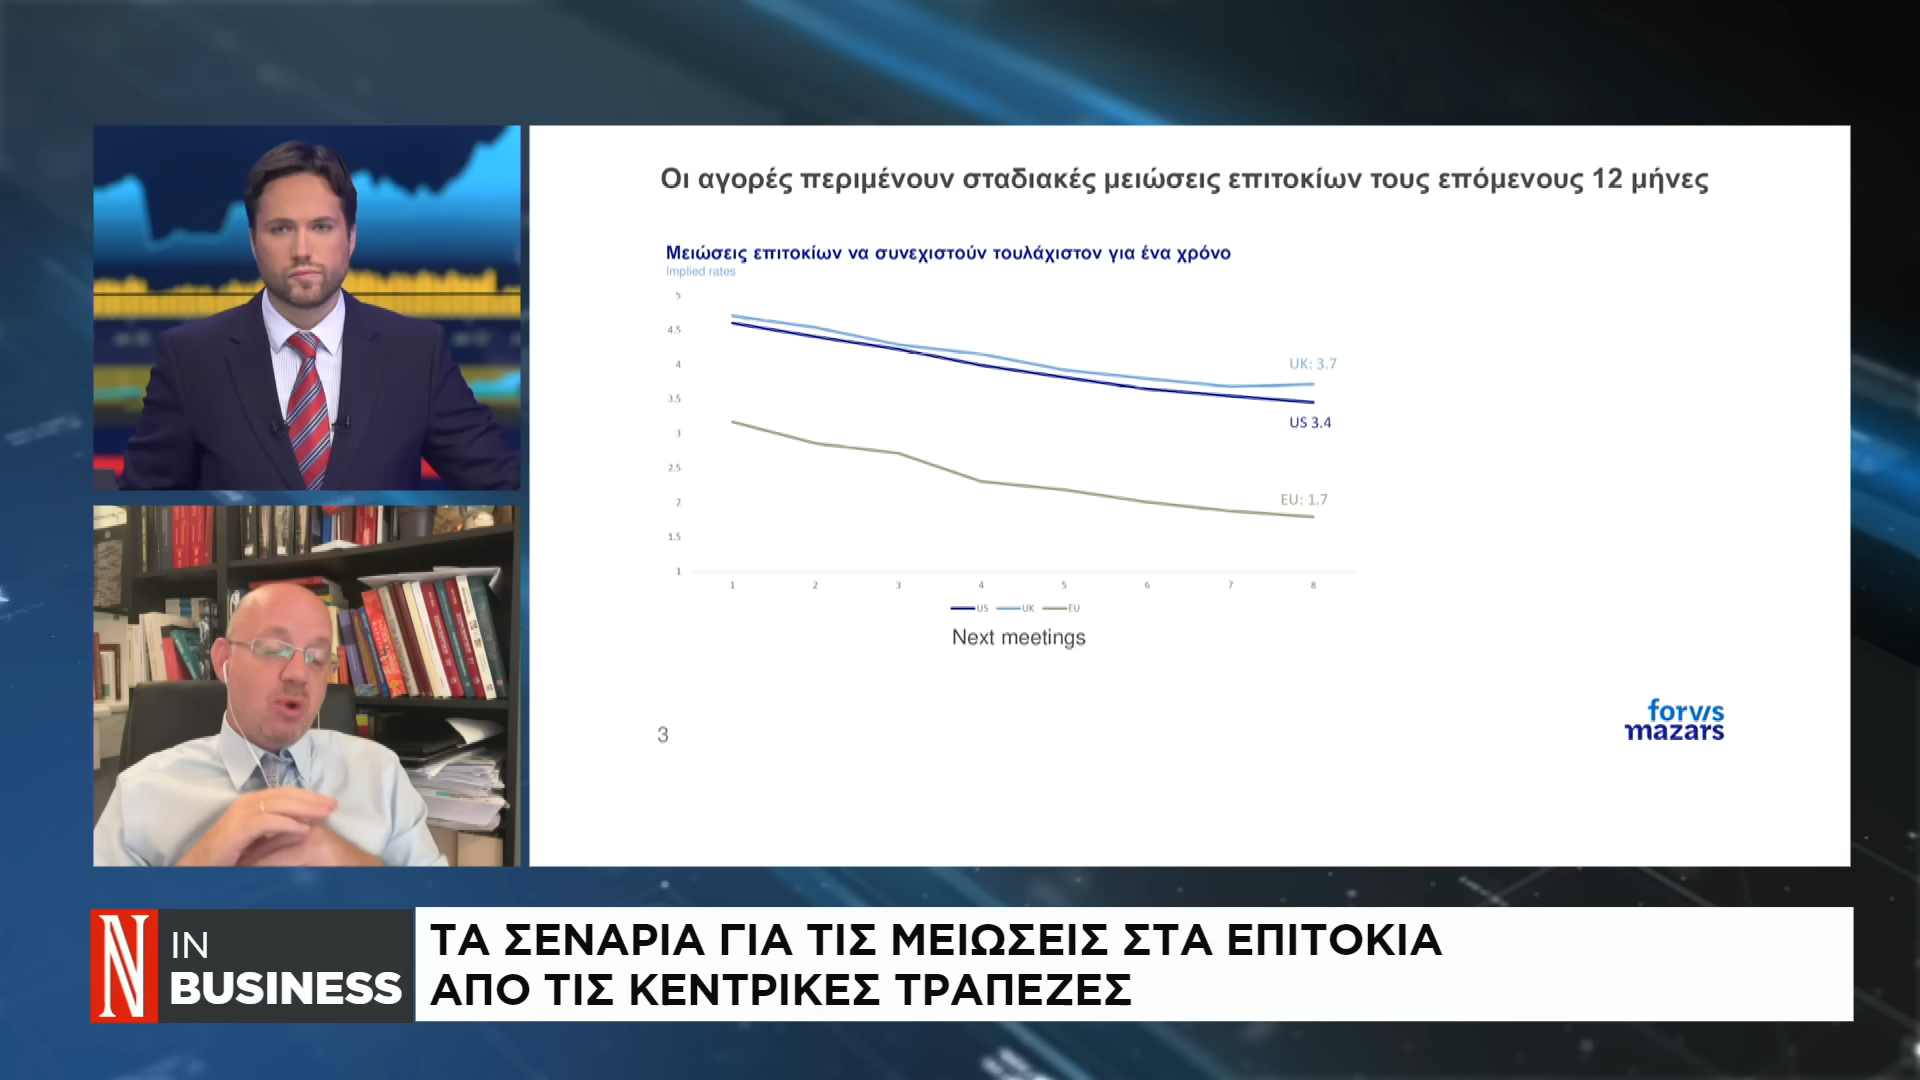 Οι αγορές περιμένουν σταδιακές μειώσεις επιτοκίων τους επόμενους 12 μήνες
Μειώσεις επιτοκίων να συνεχιστούν τουλάχιστον για ένα χρόνο
Implied rates
5
4.5
4
3.5
3
2.5
2
1.5
1
UK: 3.7
US 3.4
EU: 1.7
1 2 3 4 5 6 7 8
US UK EU
Next meetings
3
forvis
mazars
N IN
BUSINESS
ΤΑ ΣΕΝΑΡΙΑ ΓΙΑ ΤΙΣ ΜΕΙΩΣΕΙΣ ΣΤΑ ΕΠΙΤΟΚΙΑ
ΑΠΟ ΤΙΣ ΚΕΝΤΡΙΚΕΣ ΤΡΑΠΕΖΕΣ